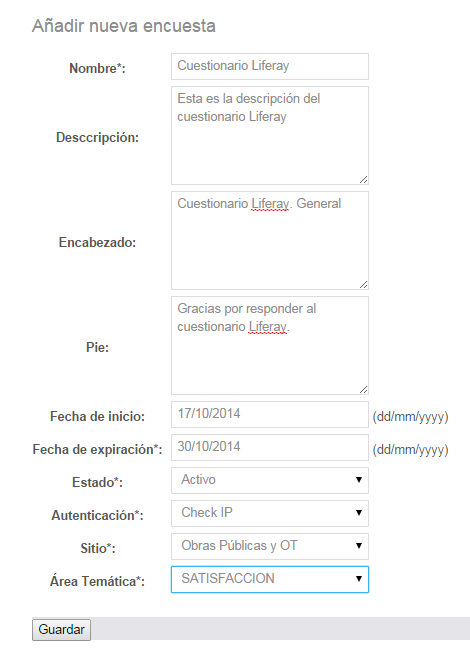 Añadir nueva encuesta
Nombre*: Cuestionario Liferay
Desccripción: Esta es la desccripción del
cuestionario Liferay
Encabezado: Cuestionario Liferay. General
Pie: Gracias por responder al
cuestionario Liferay.
Fecha de inicio: 17/10/2014 (dd/mm/yyyy)
Fecha de expiración*: 30/10/2014 (dd/mm/yyyy)
Estado*: Activo
Autenticación*: Check IP
Sitio*: Obras Públicas y OT
Área Temática*: SATISFACCION
Guardar